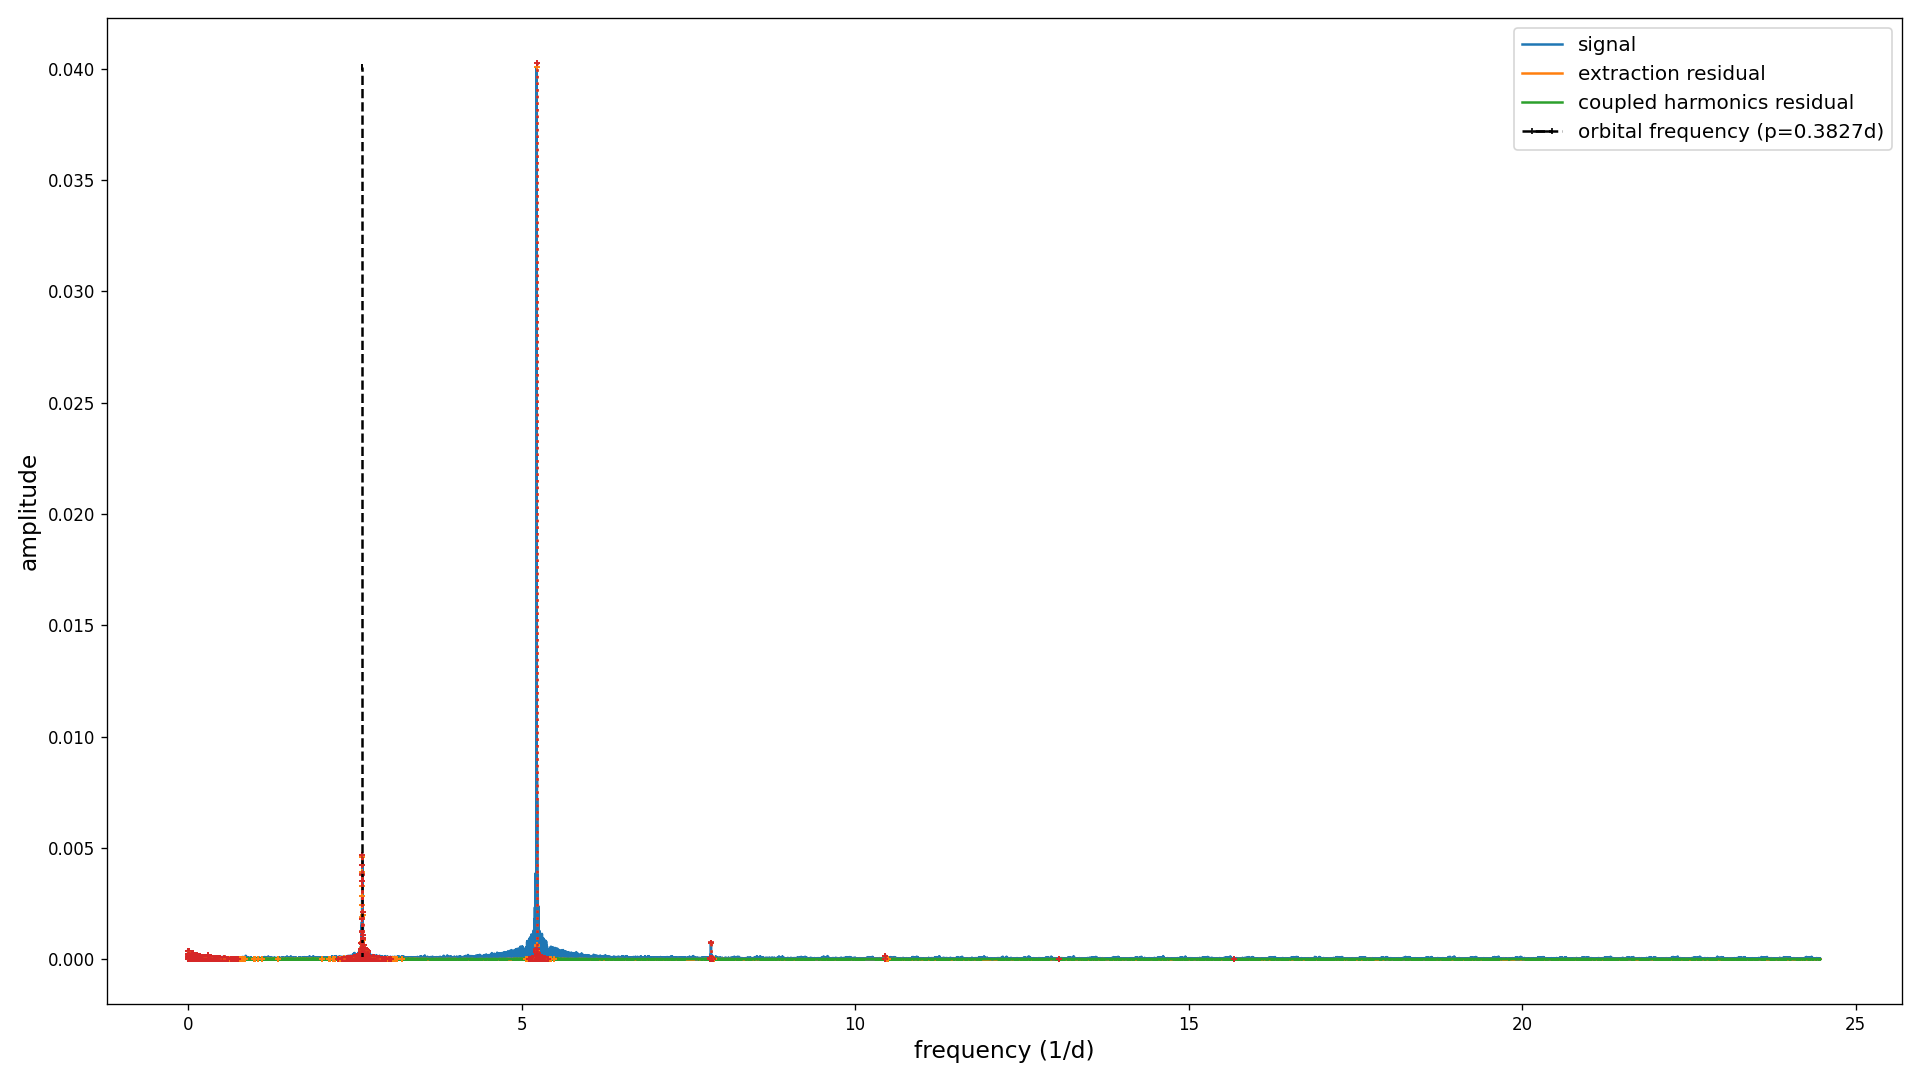 signal
extraction residual
coupled harmonics residual
orbital frequency (p=0.3827d)
0.040
0.035
0.030
0.025
0.020
0.015
0.010
0.005
0.000
amplitude
0 5 10 15 20 25
frequency (1/d)